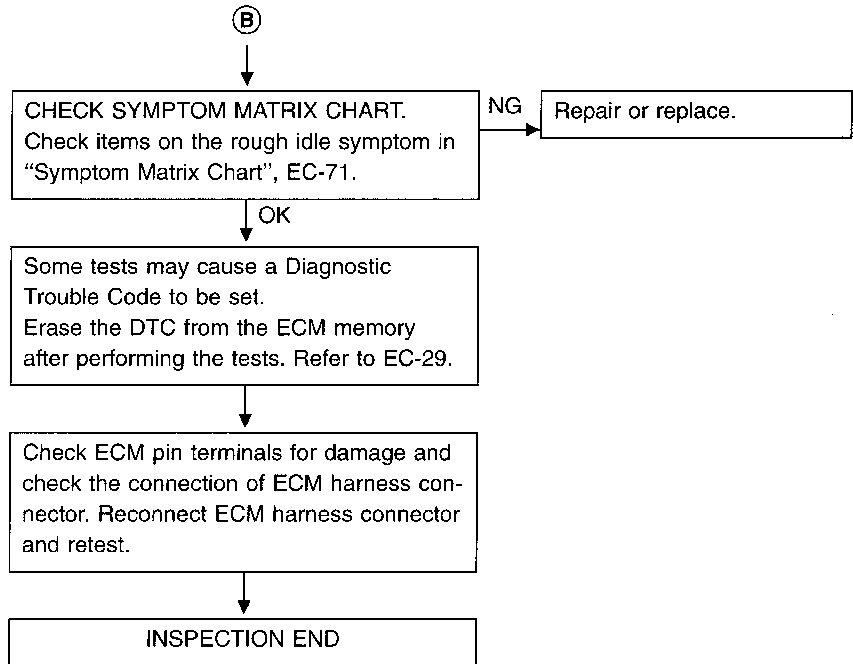 B
CHECK SYMPTOM MATRIX CHART.
Check items on the rough idle symptom in
“Symptom Matrix Chart”, EC-71.
NG
Repair or replace.
OK
Some tests may cause a Diagnostic
Trouble Code to be set.
Erase the DTC from the ECM memory
after performing the tests. Refer to EC-29.
Check ECM pin terminals for damage and
check the connection of ECM harness con-
nector. Reconnect ECM harness connector
and retest.
INSPECTION END